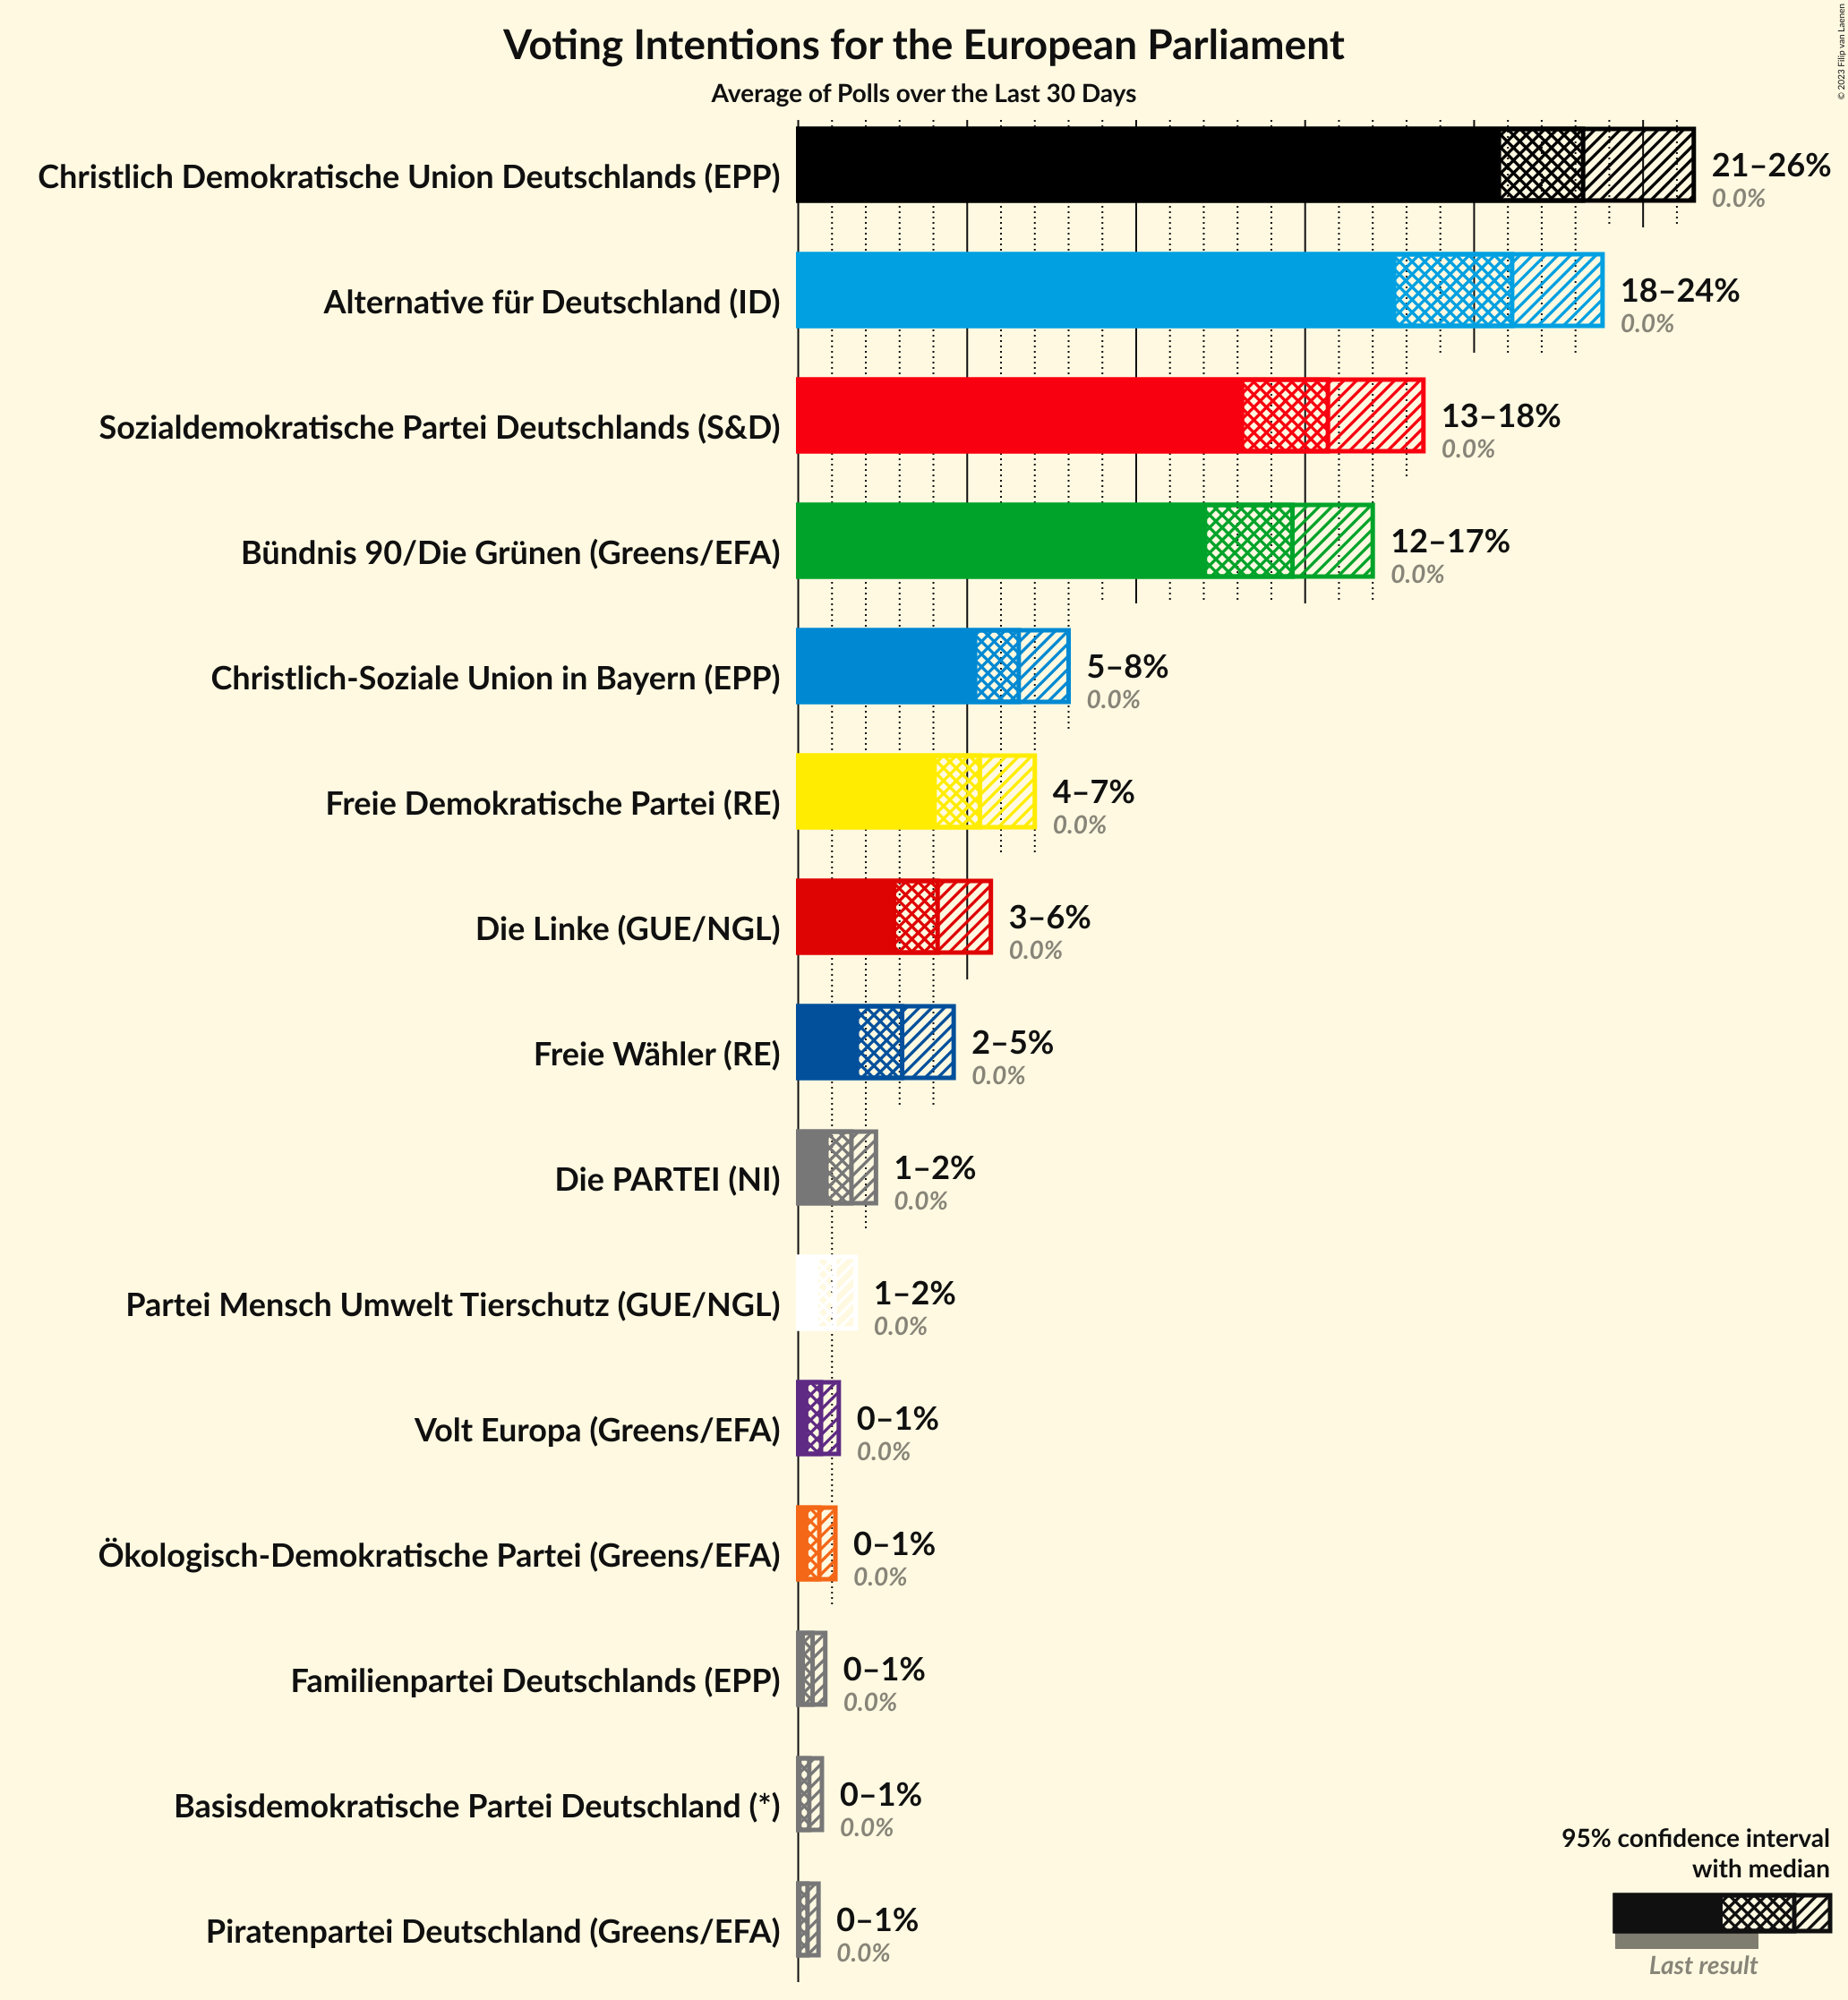 © 2023 Filip van Laenen
Voting Intentions for the European Parliament
Average of Polls over the Last 30 Days
Christlich Demokratische Union Deutschlands (EPP)
21–26%
0.0%
Alternative für Deutschland (ID)
18–24%
0.0%
Sozialdemokratische Partei Deutschlands (S&D)
13–18%
0.0%
Bündnis 90/Die Grünen (Greens/EFA)
12–17%
0.0%
Christlich-Soziale Union in Bayern (EPP)
5–8%
0.0%
Freie Demokratische Partei (RE)
4–7%
0.0%
Die Linke (GUE/NGL)
3–6%
0.0%
Freie Wähler (RE)
2–5%
0.0%
Die PARTEI (NI)
1–2%
0.0%
Partei Mensch Umwelt Tierschutz (GUE/NGL)
1–2%
0.0%
Volt Europa (Greens/EFA)
0–1%
0.0%
Ökologisch-Demokratische Partei (Greens/EFA)
0–1%
0.0%
Familienpartei Deutschlands (EPP)
0–1%
0.0%
Basisdemokratische Partei Deutschland (*)
0–1%
0.0%
Piratenpartei Deutschland (Greens/EFA)
0–1%
0.0%
95% confidence interval
with median
Last result